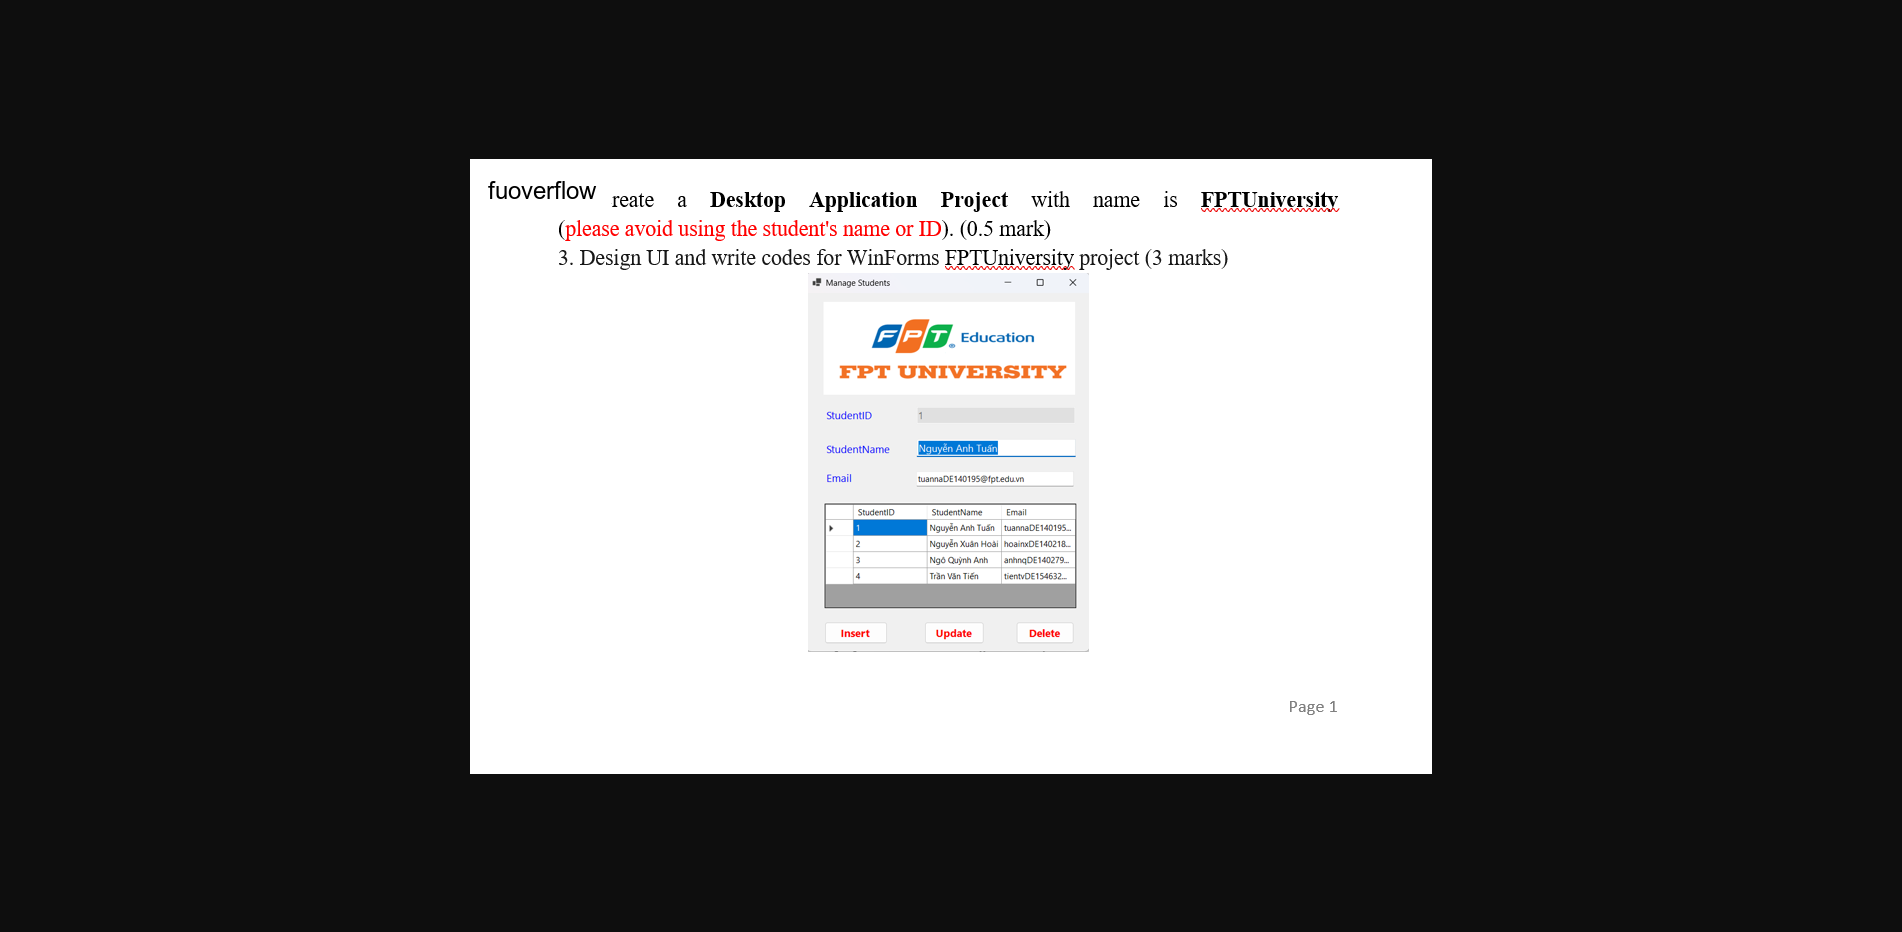 fuoverflow
reate a Desktop Application Project with name is FPTUniversity
(please avoid using the student's name or ID). (0.5 mark)
3. Design UI and write codes for WinForms FPTUniversity project (3 marks)
Manage Students
FPT® Education
FPT UNIVERSITY
StudentID 1
StudentName Nguyễn Anh Tuấn
Email tuannaDE140195@fpt.edu.vn
StudentID StudentName Email
1 Nguyễn Anh Tuấn tuannaDE140195...
2 Nguyễn Xuân Hoài hoainxDE140218...
3 Ngô Quỳnh Anh anhnqDE140279...
4 Trần Văn Tiến tientvDE154632...
Insert Update Delete
Page 1